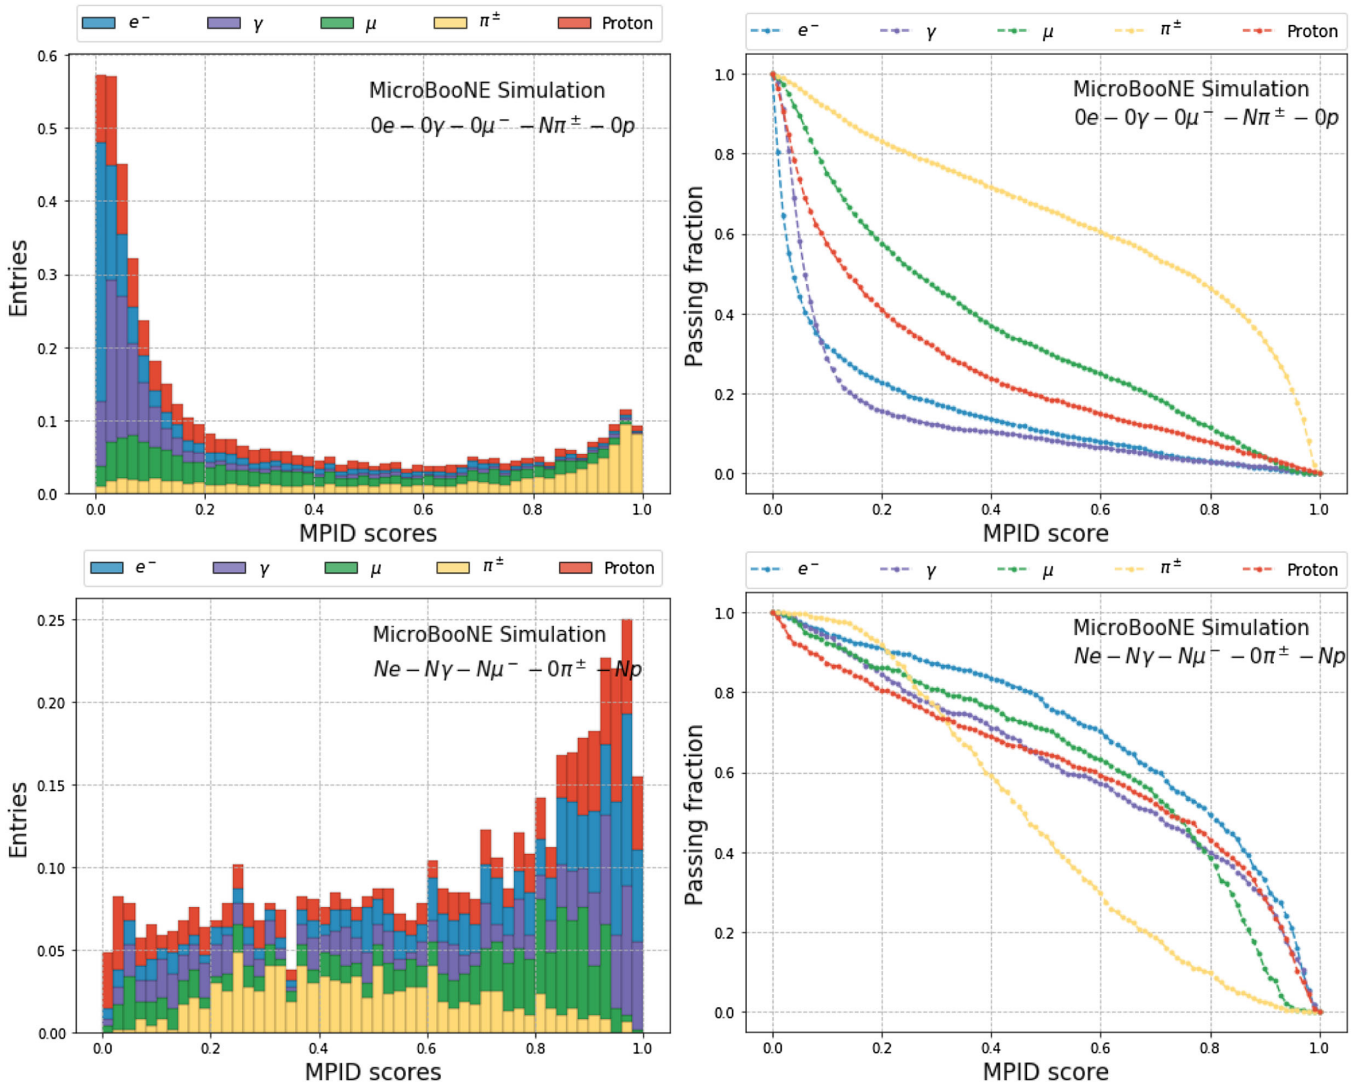 e⁻ γ μ π± Proton
MicroBooNE Simulation
0e − 0γ − 0μ⁻ − Nπ± − 0p
Entries
0.6
0.5
0.4
0.3
0.2
0.1
0.0
0.0 0.2 0.4 0.6 0.8 1.0
MPID scores
e⁻ γ μ π± Proton
MicroBooNE Simulation
0e − 0γ − 0μ⁻ − Nπ± − 0p
Passing fraction
1.0
0.8
0.6
0.4
0.2
0.0
0.0 0.2 0.4 0.6 0.8 1.0
MPID score
e⁻ γ μ π± Proton
MicroBooNE Simulation
Ne − Nγ − Nμ⁻ − 0π± − Np
Entries
0.25
0.20
0.15
0.10
0.05
0.00
0.0 0.2 0.4 0.6 0.8 1.0
MPID scores
e⁻ γ μ π± Proton
MicroBooNE Simulation
Ne − Nγ − Nμ⁻ − 0π± − Np
Passing fraction
1.0
0.8
0.6
0.4
0.2
0.0
0.0 0.2 0.4 0.6 0.8 1.0
MPID score